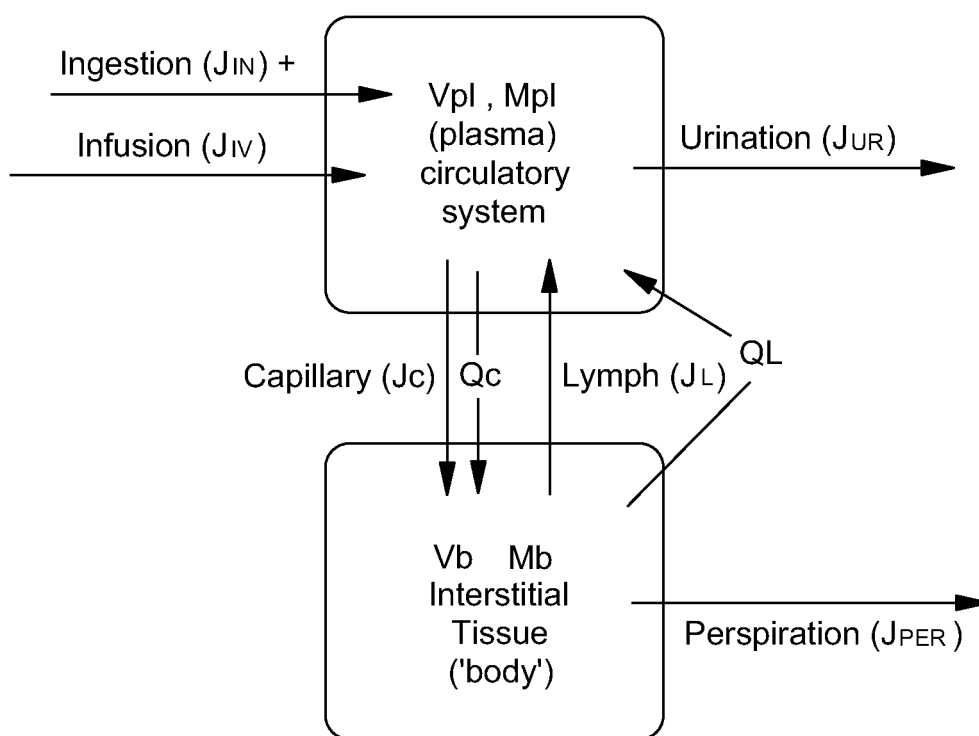 Ingestion (JIN) +
Infusion (JIV)
Vpl , Mpl
(plasma)
circulatory
system
Urination (JUR)
Capillary (Jc)
Qc
Lymph (JL)
QL
Vb Mb
Interstitial
Tissue
('body')
Perspiration (JPER )